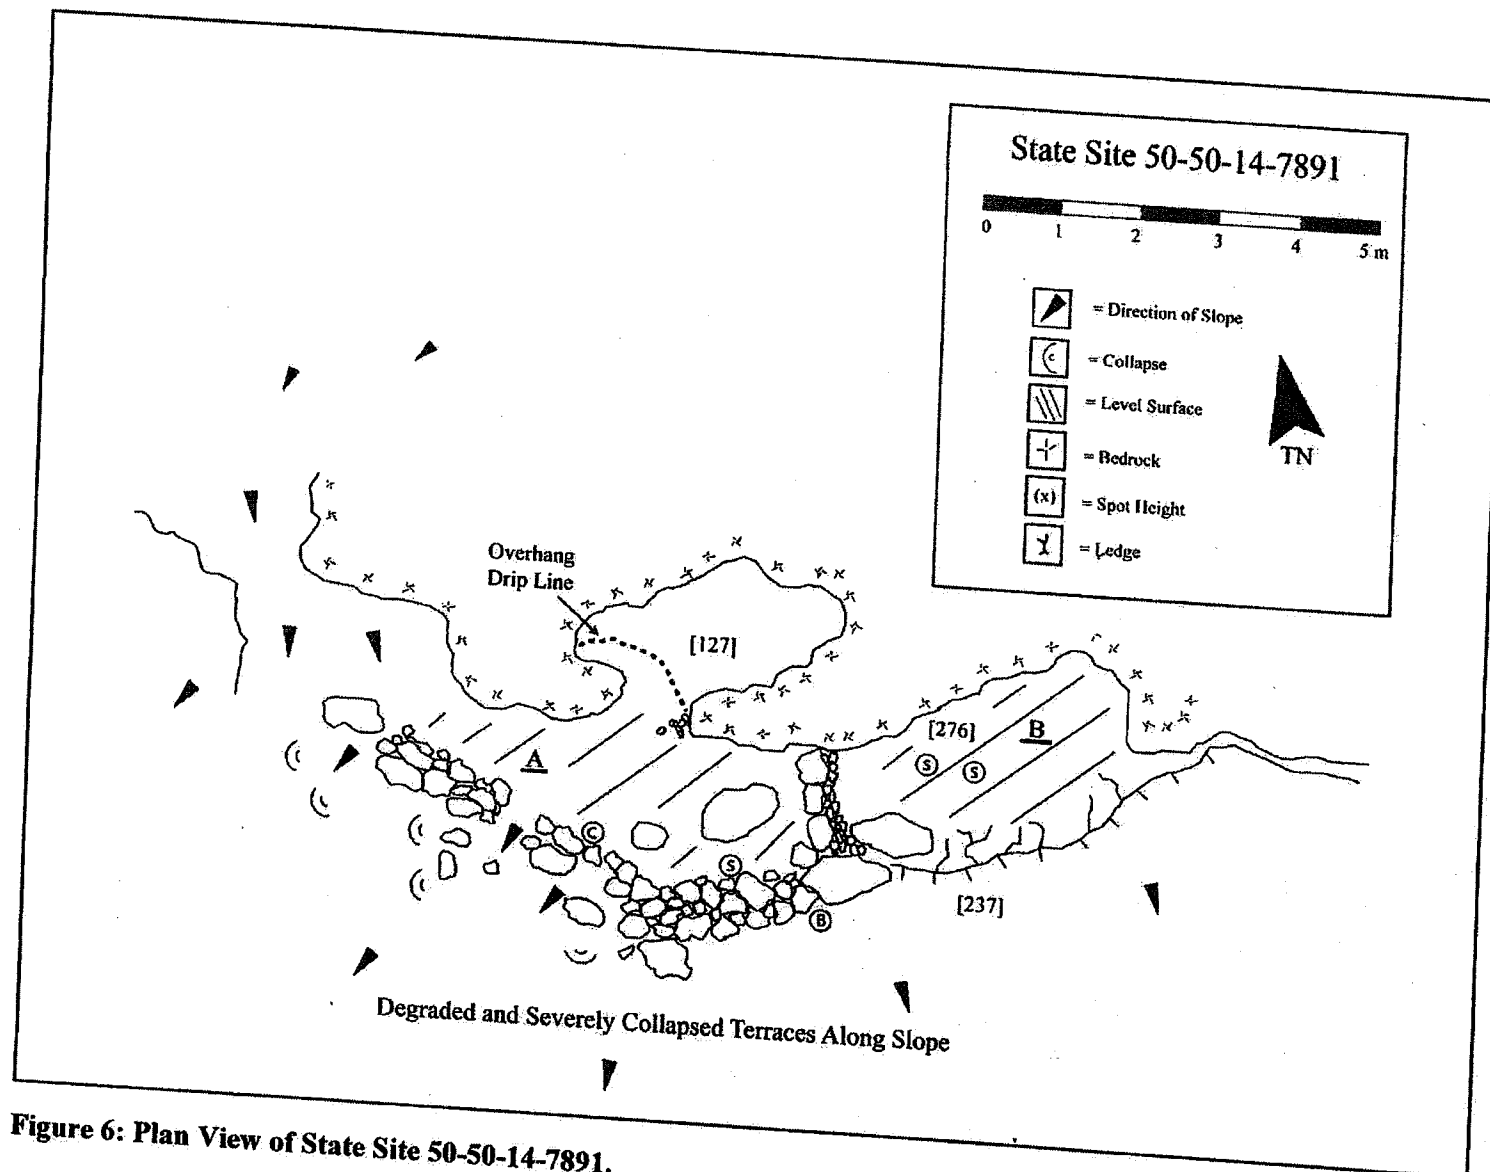 State Site 50-50-14-7891
0 1 2 3 4 5 m
= Direction of Slope
c = Collapse
= Level Surface
= Bedrock
(x) = Spot Height
= Ledge
TN
Overhang
Drip Line
[127]
[276]
B
S S
A
C
S
[237]
B
Degraded and Severely Collapsed Terraces Along Slope
Figure 6: Plan View of State Site 50-50-14-7891.